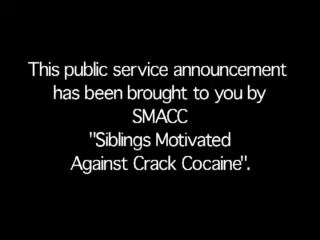 This public service announcement
has been brought to you by
SMACC
"Siblings Motivated
Against Crack Cocaine".